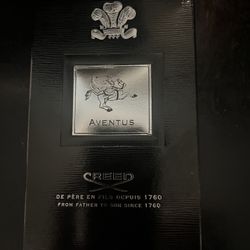 AVENTUS
CREED
DE PÈRE EN FILS DEPUIS 1760
FROM FATHER TO SON SINCE 1760